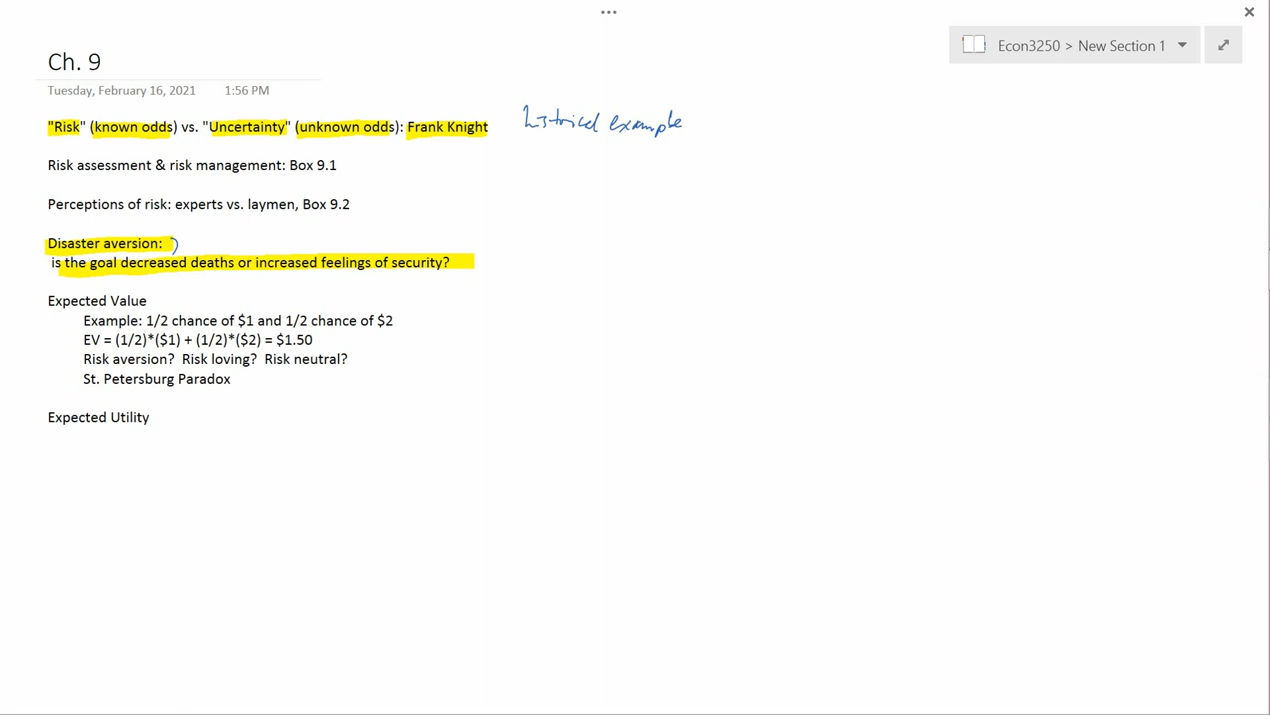 Econ3250 > New Section 1
Ch. 9
Tuesday, February 16, 2021 1:56 PM
"Risk" (known odds) vs. "Uncertainty" (unknown odds): Frank Knight historical example
Risk assessment & risk management: Box 9.1
Perceptions of risk: experts vs. laymen, Box 9.2
Disaster aversion:
is the goal decreased deaths or increased feelings of security?
Expected Value
Example: 1/2 chance of $1 and 1/2 chance of $2
EV = (1/2)*($1) + (1/2)*($2) = $1.50
Risk aversion? Risk loving? Risk neutral?
St. Petersburg Paradox
Expected Utility